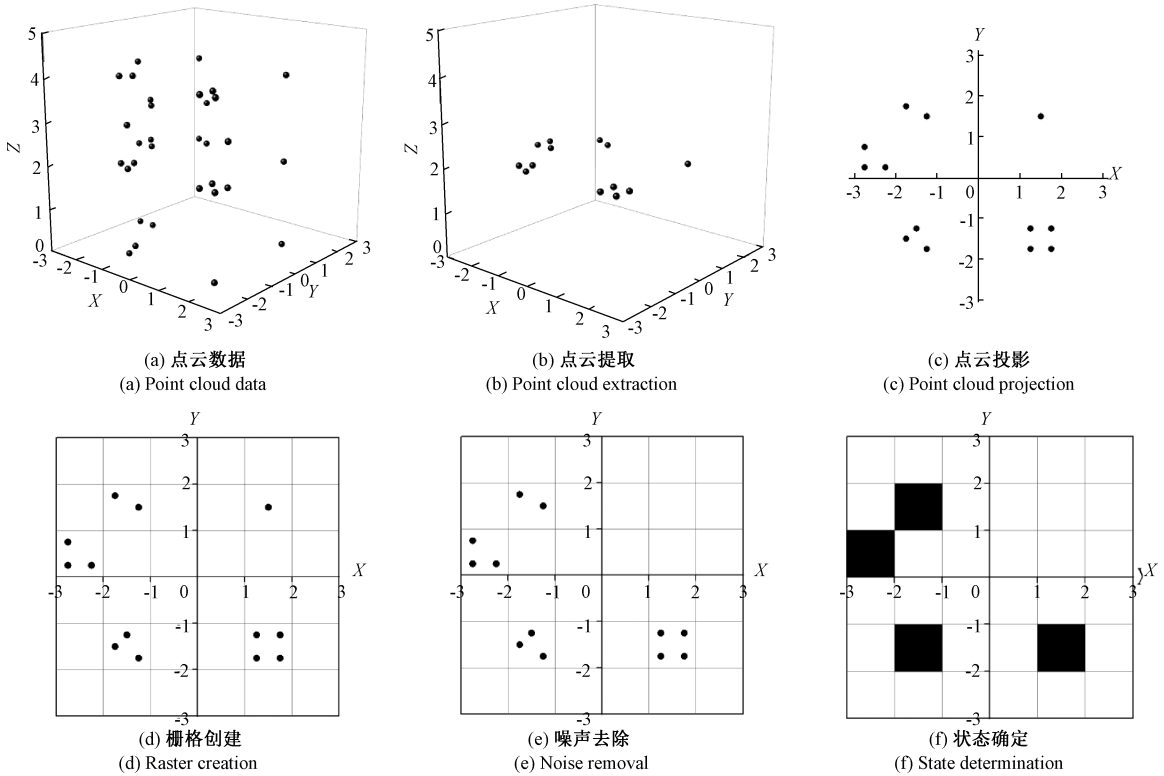 5
4
3
2
1
0
Z
-3 -2 -1 0 1 2 3
X
-3 -2 -1 0 1 2 3
Y
5
4
3
2
1
0
Z
-3 -2 -1 0 1 2 3
X
-3 -2 -1 0 1 2 3
Y
Y
3
2
1
X
-3 -2 -1 1 2 3
-1
-2
-3
(a) 点云数据
(a) Point cloud data
(b) 点云提取
(b) Point cloud extraction
(c) 点云投影
(c) Point cloud projection
Y
3
2
1
X
-3 -2 -1 0 1 2 3
-1
-2
-3
Y
3
2
1
X
-3 -2 -1 0 1 2 3
-1
-2
-3
Y
3
2
1
X
Y
-3 -2 -1 0 1 2 3
-1
-2
-3
(d) 栅格创建
(d) Raster creation
(e) 噪声去除
(e) Noise removal
(f) 状态确定
(f) State determination